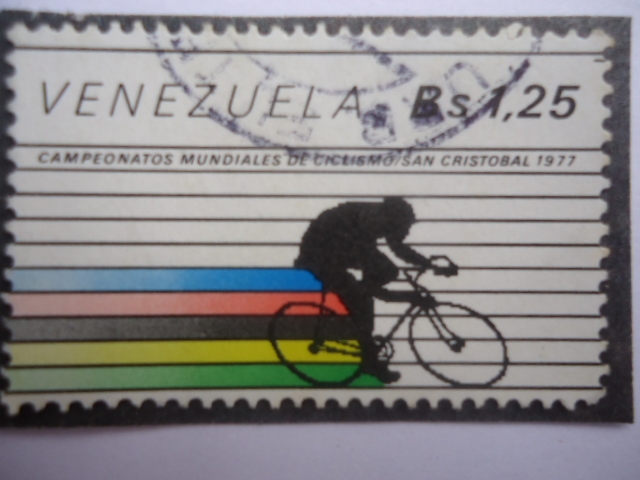 VENEZUELA Bs.1,25
CAMPEONATOS MUNDIALES DE CICLISMO/SAN CRISTOBAL 1977